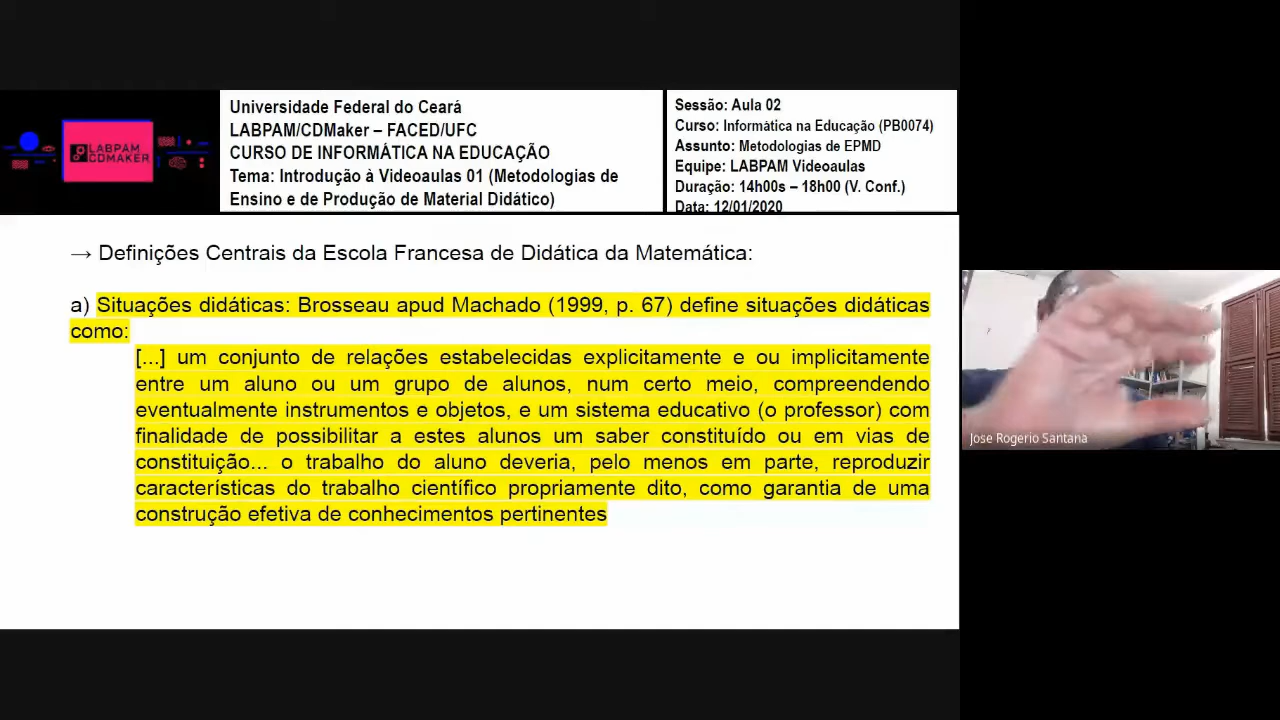 LABPAM
CDMAKER
Universidade Federal do Ceará
LABPAM/CDMaker – FACED/UFC
CURSO DE INFORMÁTICA NA EDUCAÇÃO
Tema: Introdução à Videoaulas 01 (Metodologias de
Ensino e de Produção de Material Didático)
Sessão: Aula 02
Curso: Informática na Educação (PB0074)
Assunto: Metodologias de EPMD
Equipe: LABPAM Videoaulas
Duração: 14h00s – 18h00 (V. Conf.)
Data: 12/01/2020
→ Definições Centrais da Escola Francesa de Didática da Matemática:
a) Situações didáticas: Brosseau apud Machado (1999, p. 67) define situações didáticas
como:
[...] um conjunto de relações estabelecidas explicitamente e ou implicitamente
entre um aluno ou um grupo de alunos, num certo meio, compreendendo
eventualmente instrumentos e objetos, e um sistema educativo (o professor) com
finalidade de possibilitar a estes alunos um saber constituído ou em vias de
constituição... o trabalho do aluno deveria, pelo menos em parte, reproduzir
características do trabalho científico propriamente dito, como garantia de uma
construção efetiva de conhecimentos pertinentes
Jose Rogerio Santana